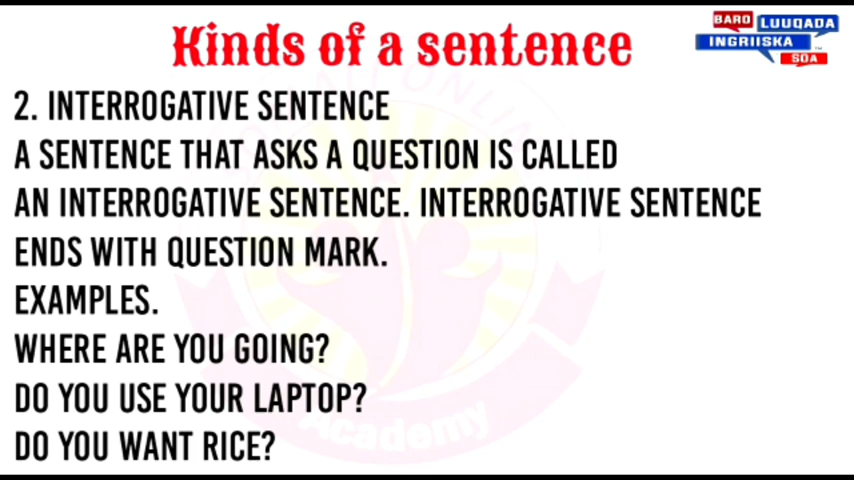 Kinds of a sentence
BARO LUUQADA
INGRIISKA
SOA
2. INTERROGATIVE SENTENCE
A SENTENCE THAT ASKS A QUESTION IS CALLED
AN INTERROGATIVE SENTENCE. INTERROGATIVE SENTENCE
ENDS WITH QUESTION MARK.
EXAMPLES.
WHERE ARE YOU GOING?
DO YOU USE YOUR LAPTOP?
DO YOU WANT RICE?
Academy